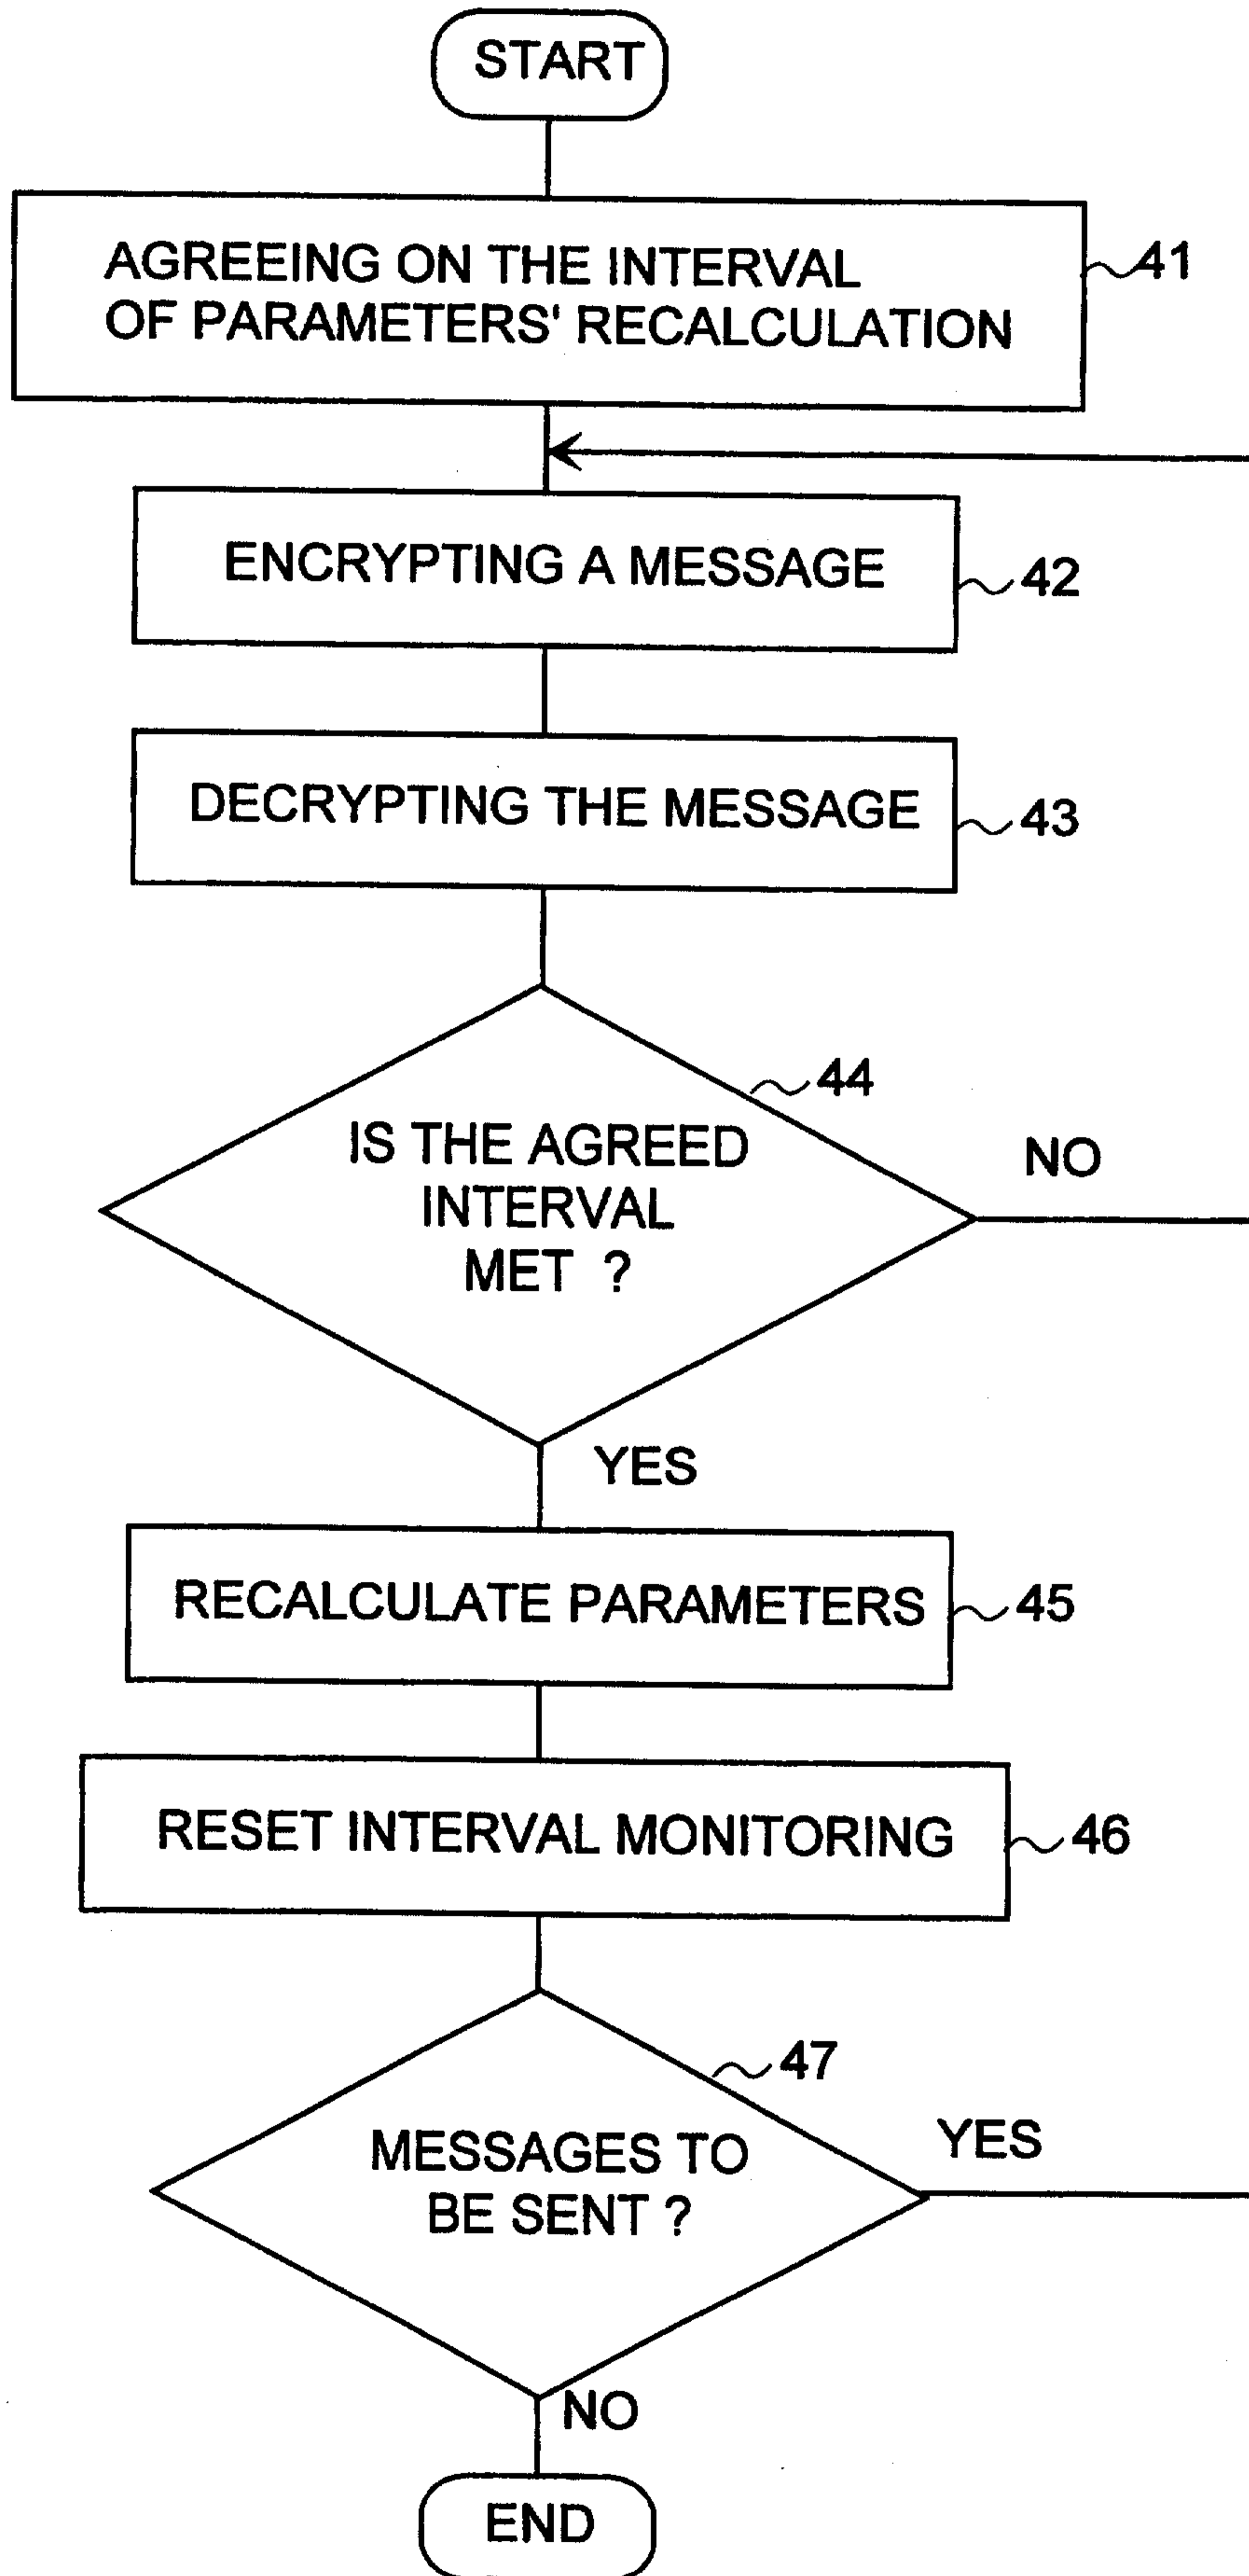 START
AGREEING ON THE INTERVAL
OF PARAMETERS' RECALCULATION
41
ENCRYPTING A MESSAGE
42
DECRYPTING THE MESSAGE
43
44
IS THE AGREED
INTERVAL
MET ?
NO
YES
RECALCULATE PARAMETERS
45
RESET INTERVAL MONITORING
46
47
MESSAGES TO
BE SENT ?
YES
NO
END